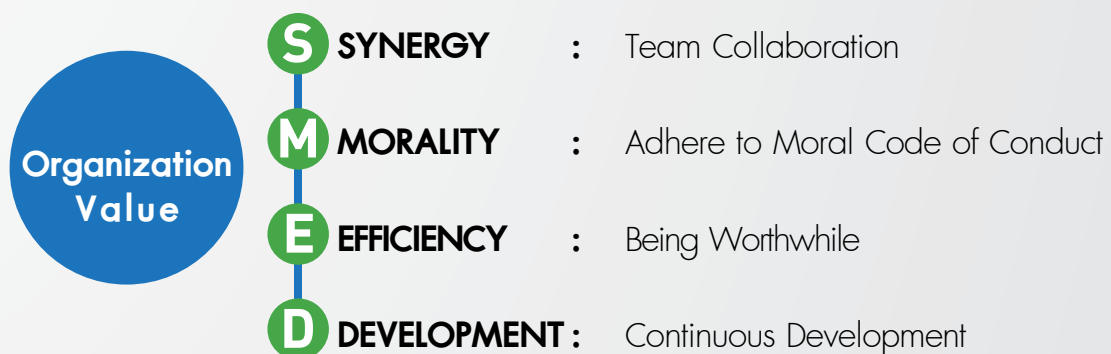 Organization
Value
S SYNERGY : Team Collaboration
M MORALITY : Adhere to Moral Code of Conduct
E EFFICIENCY : Being Worthwhile
D DEVELOPMENT : Continuous Development